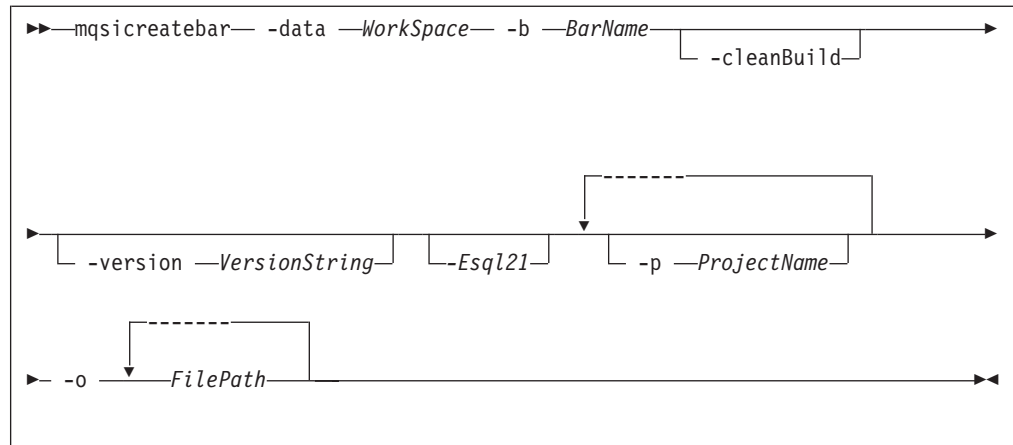 mqsicreatebar -data WorkSpace -b BarName
-cleanBuild
-version VersionString -Esql21 -p ProjectName
-o FilePath